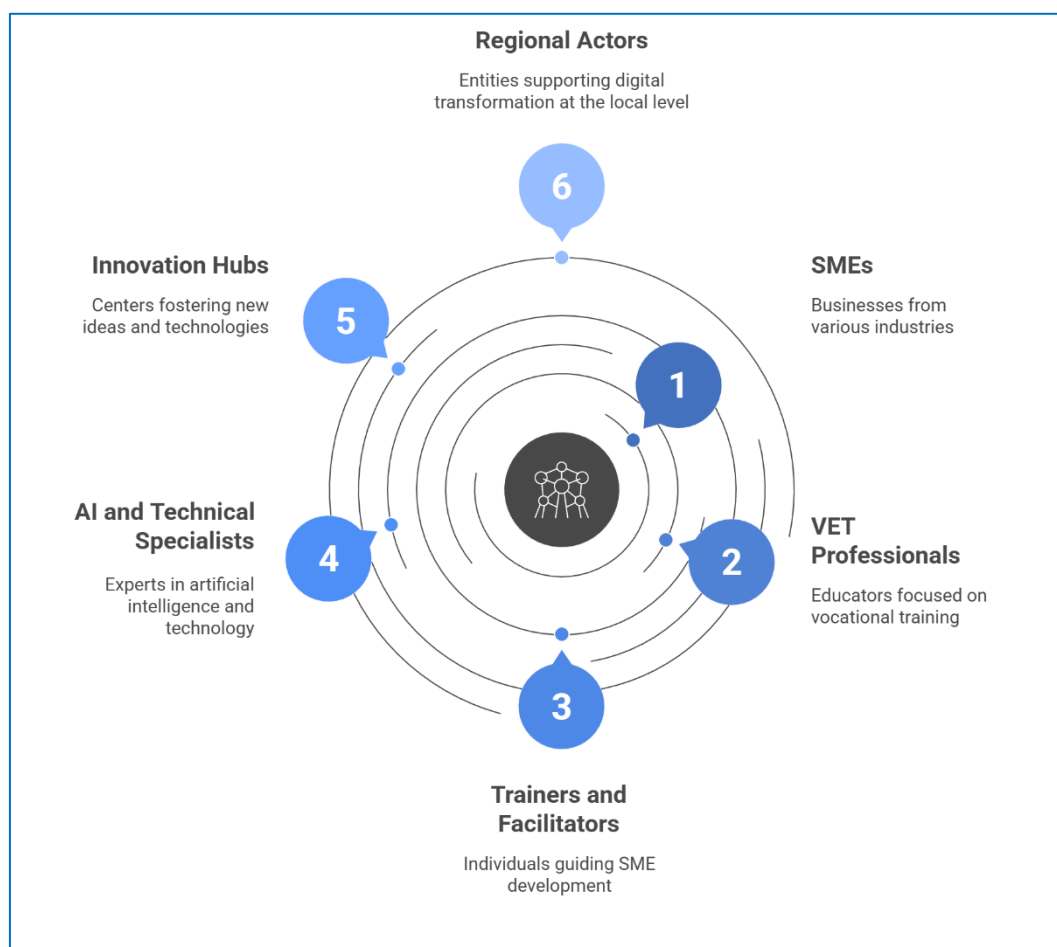 Regional Actors
Entities supporting digital
transformation at the local level
6
Innovation Hubs
Centers fostering new
ideas and technologies
5
SMEs
Businesses from
various industries
1
AI and Technical
Specialists
Experts in artificial
intelligence and
technology
4
VET
Professionals
Educators focused on
vocational training
2
3
Trainers and
Facilitators
Individuals guiding SME
development